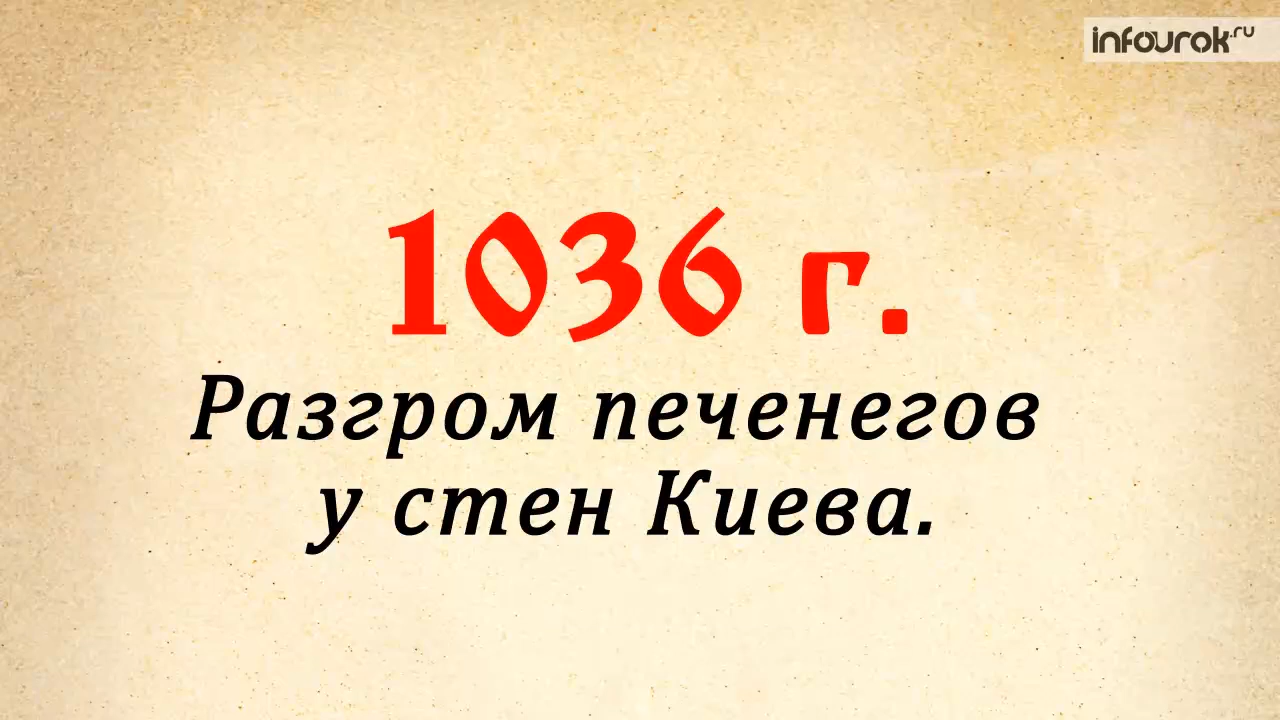 infourok.ru
1036 г.
Разгром печенегов
у стен Киева.